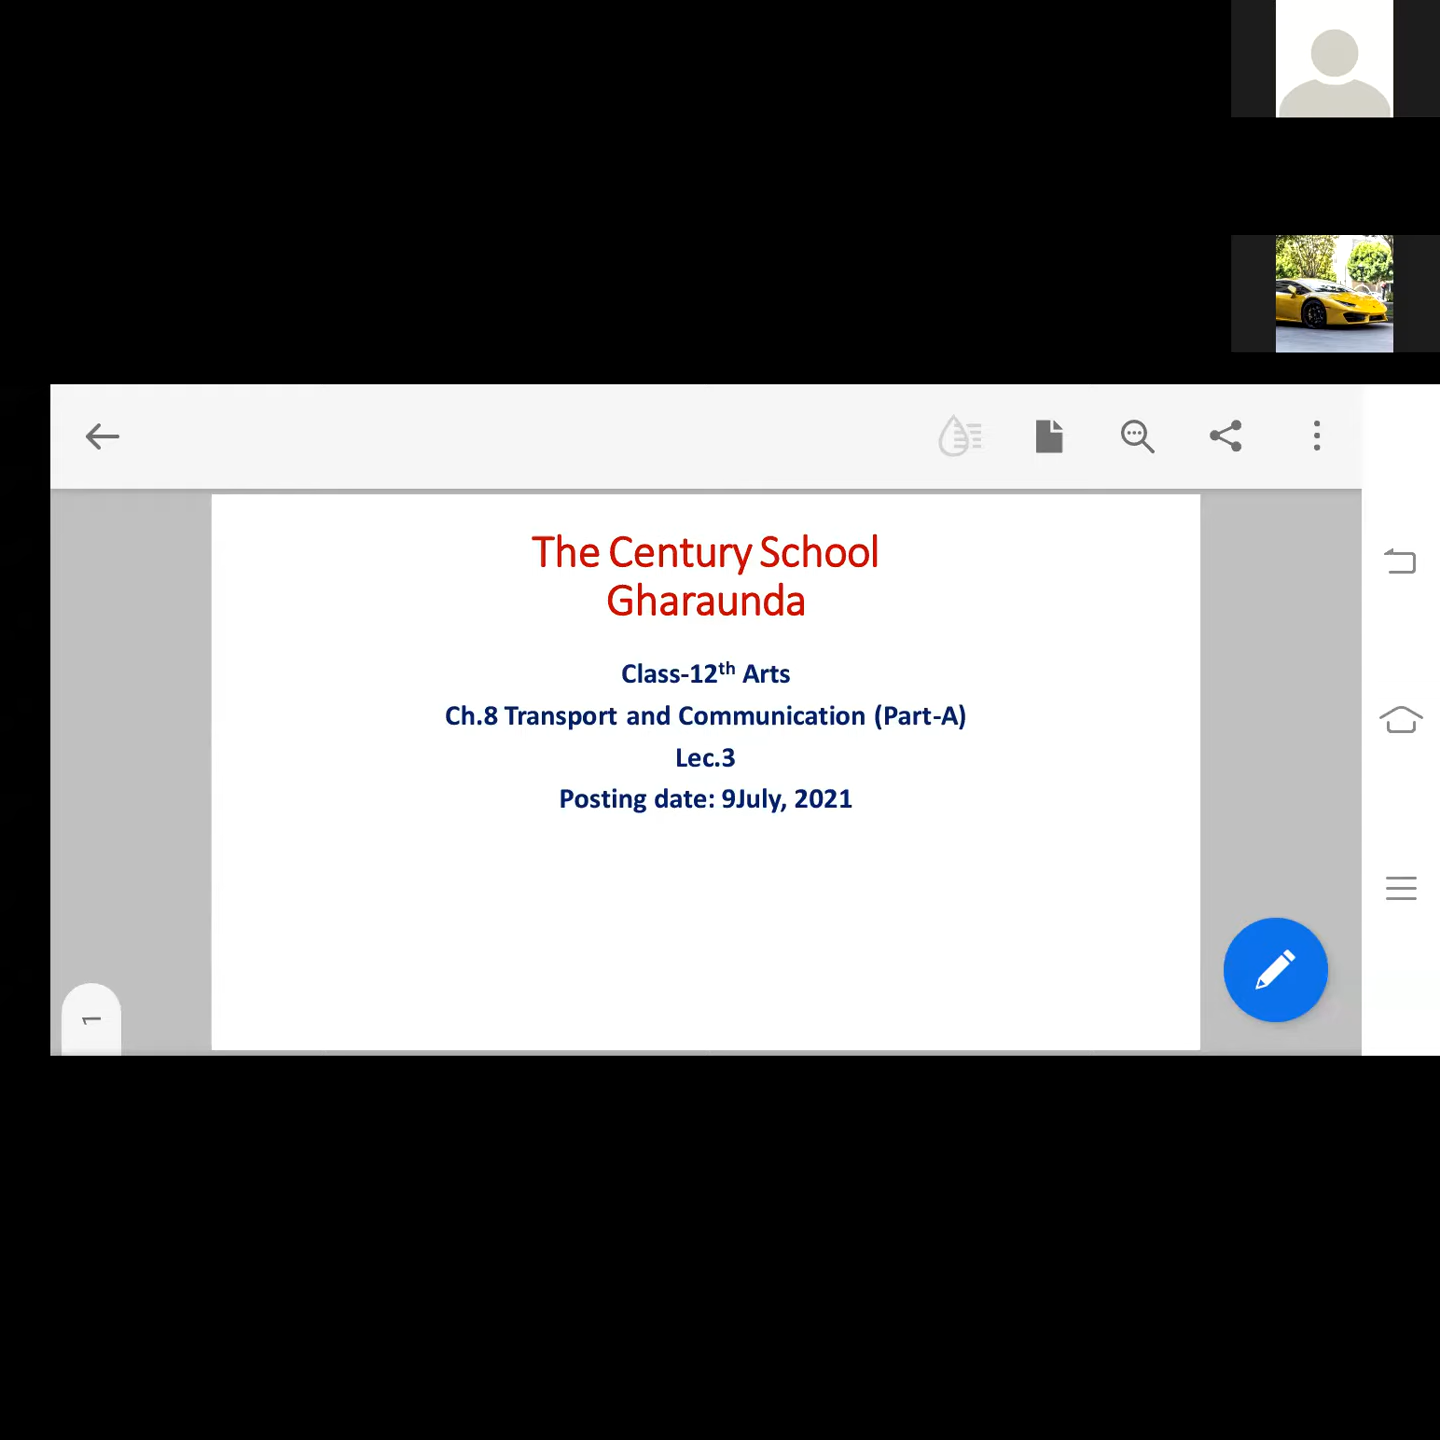 The Century School
Gharaunda
Class-12th Arts
Ch.8 Transport and Communication (Part-A)
Lec.3
Posting date: 9July, 2021
1